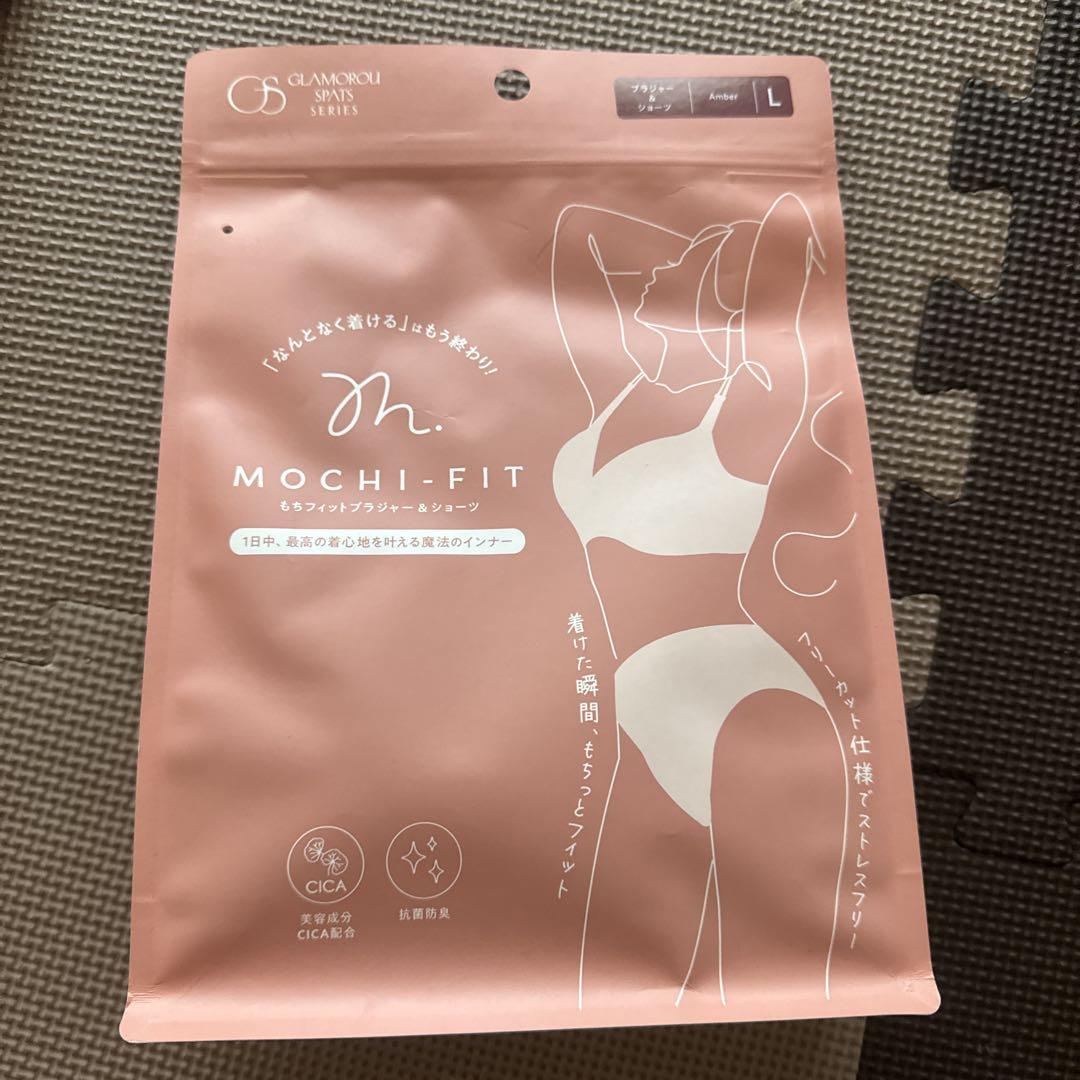 GS GLAMOROU
SPATS
SERIES
ブラジャー
&
ショーツ
Amber
L
「なんとなく着ける」はもう終わり!
m.
MOCHI-FIT
もちフィットブラジャー&ショーツ
1日中、最高の着心地を叶える魔法のインナー
着けた瞬間、もちっとフィット
フリーカット仕様でストレスフリー
CICA
美容成分
CICA配合
抗菌防臭